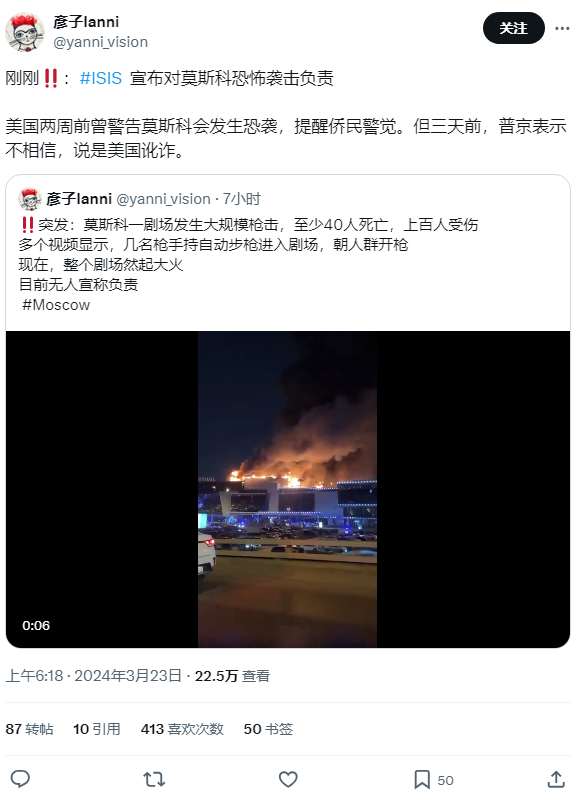 彦子Ianni
@yanni_vision
关注
刚刚‼️：#ISIS 宣布对莫斯科恐怖袭击负责
美国两周前曾警告莫斯科会发生恐袭，提醒侨民警觉。但三天前，普京表示
不相信，说是美国讹诈。
彦子Ianni @yanni_vision · 7小时
‼️突发：莫斯科一剧场发生大规模枪击，至少40人死亡，上百人受伤
多个视频显示，几名枪手持自动步枪进入剧场，朝人群开枪
现在，整个剧场然起大火
目前无人宣称负责
#Moscow
0:06
上午6:18 · 2024年3月23日 · 22.5万 查看
87 转帖 10 引用 413 喜欢次数 50 书签
50